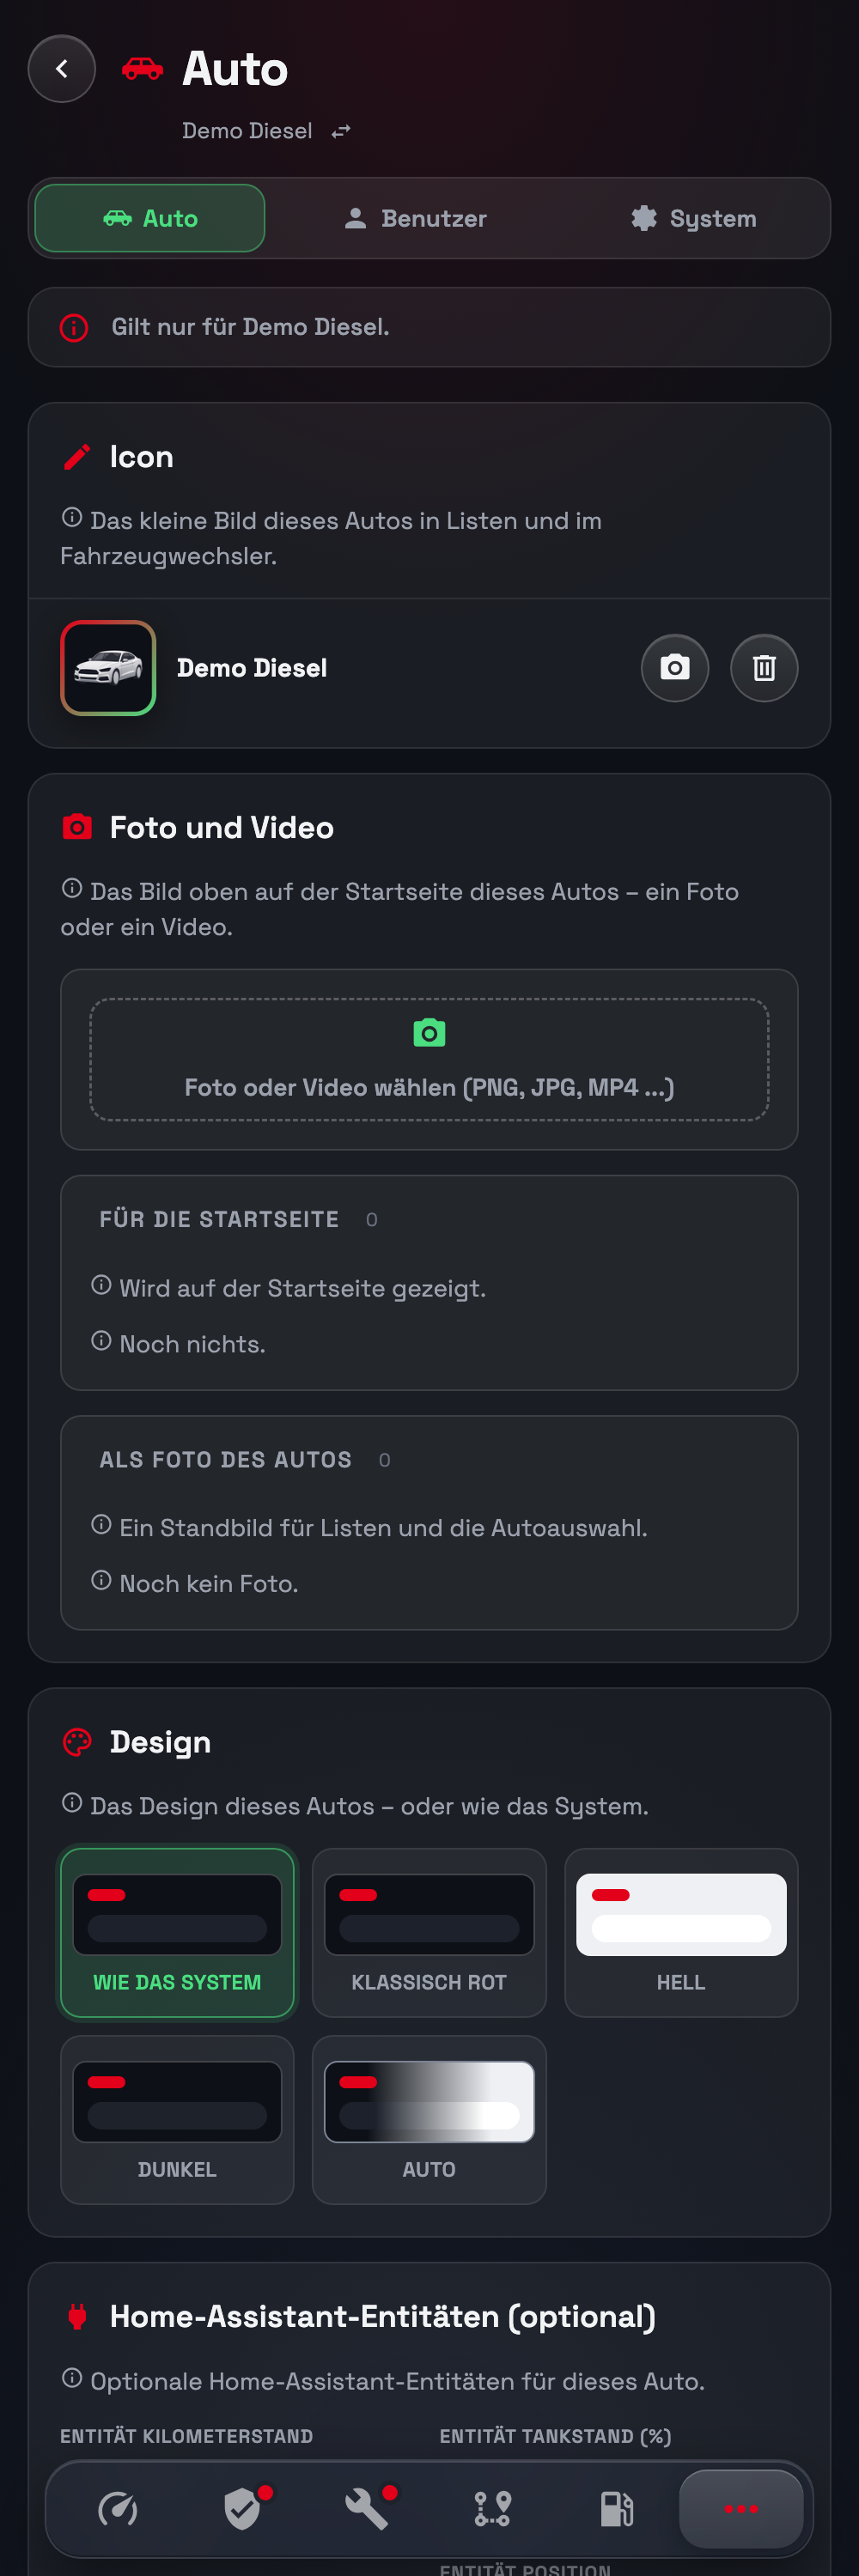 Auto
Demo Diesel
Auto
Benutzer
System
Gilt nur für Demo Diesel.
Icon
Das kleine Bild dieses Autos in Listen und im
Fahrzeugwechsler.
Demo Diesel
Foto und Video
Das Bild oben auf der Startseite dieses Autos – ein Foto
oder ein Video.
Foto oder Video wählen (PNG, JPG, MP4 ...)
FÜR DIE STARTSEITE 0
Wird auf der Startseite gezeigt.
Noch nichts.
ALS FOTO DES AUTOS 0
Ein Standbild für Listen und die Autoauswahl.
Noch kein Foto.
Design
Das Design dieses Autos – oder wie das System.
WIE DAS SYSTEM
KLASSISCH ROT
HELL
DUNKEL
AUTO
Home-Assistant-Entitäten (optional)
Optionale Home-Assistant-Entitäten für dieses Auto.
ENTITÄT KILOMETERSTAND
ENTITÄT TANKSTAND (%)
ENTITÄT POSITION